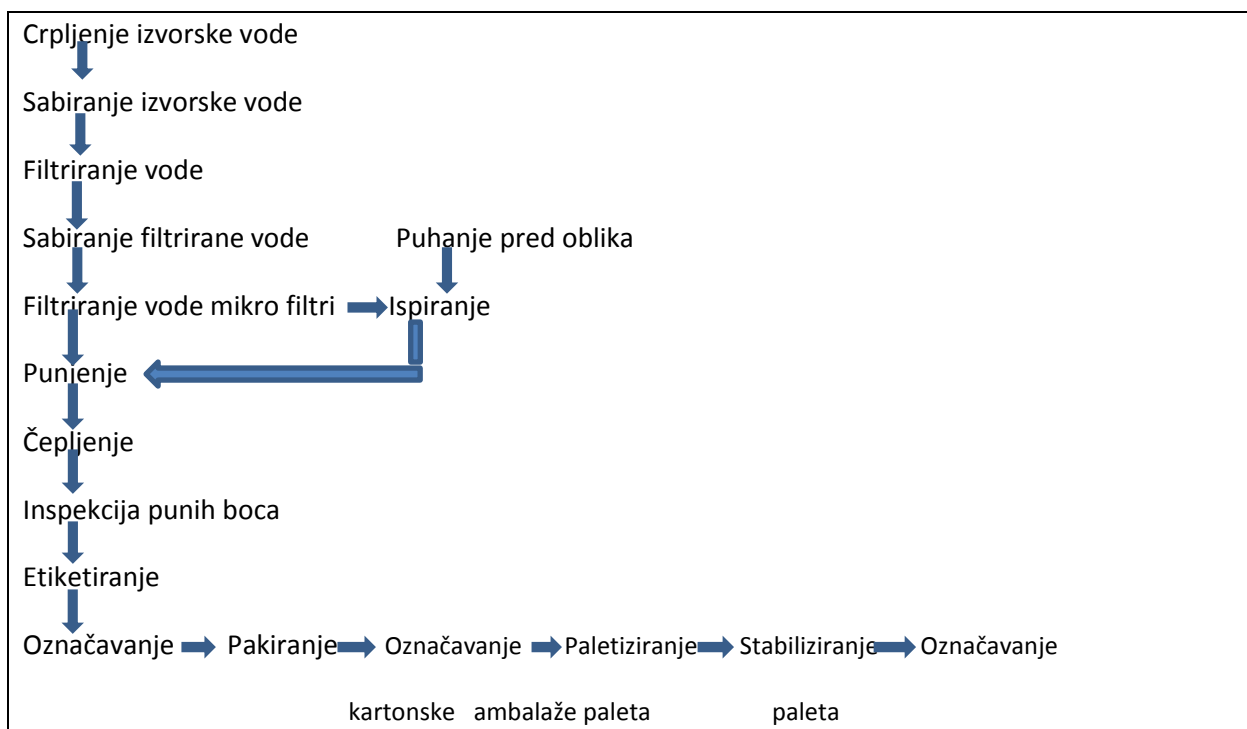 Crpljenje izvorske vode
Sabiranje izvorske vode
Filtriranje vode
Sabiranje filtrirane vode Puhanje pred oblika
Filtriranje vode mikro filtri Ispiranje
Punjenje
Čepljenje
Inspekcija punih boca
Etiketiranje
Označavanje Pakiranje Označavanje Paletiziranje Stabiliziranje Označavanje
kartonske ambalaže paleta paleta